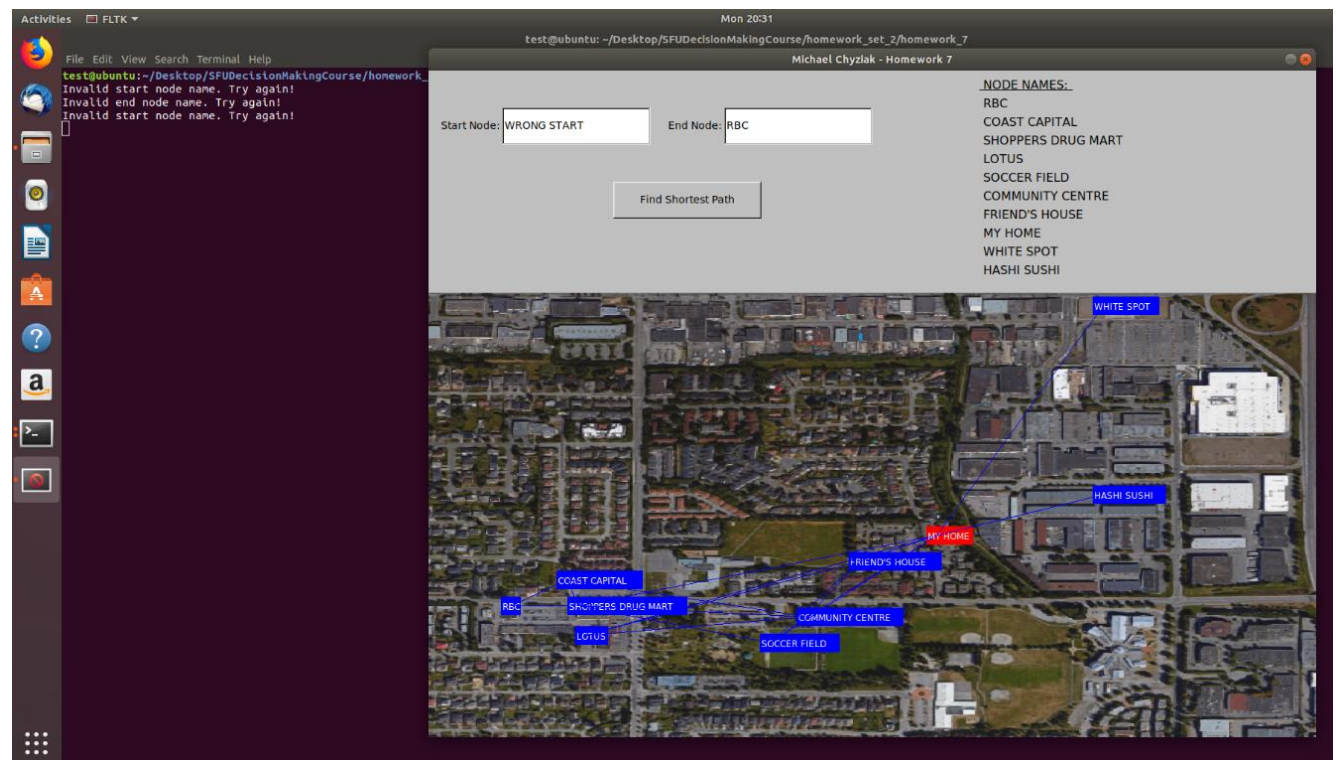 Activities FLTK Mon 20:31
test@ubuntu: ~/Desktop/SFUDecisionMakingCourse/homework_set_2/homework_7
File Edit View Search Terminal Help
test@ubuntu:~/Desktop/SFUDecisionMakingCourse/homework_
Invalid start node name. Try again!
Invalid end node name. Try again!
Invalid start node name. Try again!
Michael Chyziak - Homework 7
Start Node: WRONG START End Node: RBC
Find Shortest Path
NODE NAMES:
RBC
COAST CAPITAL
SHOPPERS DRUG MART
LOTUS
SOCCER FIELD
COMMUNITY CENTRE
FRIEND'S HOUSE
MY HOME
WHITE SPOT
HASHI SUSHI
WHITE SPOT
HASHI SUSHI
MY HOME
FRIEND'S HOUSE
COAST CAPITAL
RBC
SHOPPERS DRUG MART
COMMUNITY CENTRE
LOTUS
SOCCER FIELD